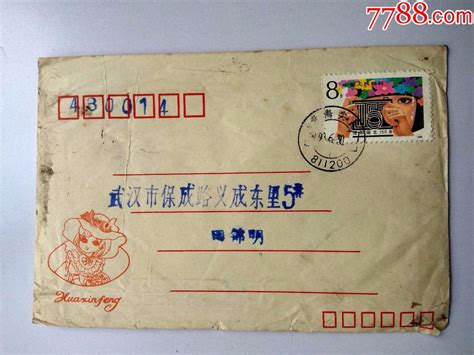 7788.com
8分
430014
811200
武汉市保成路义成东里5号
田锦明
Huaxinfeng